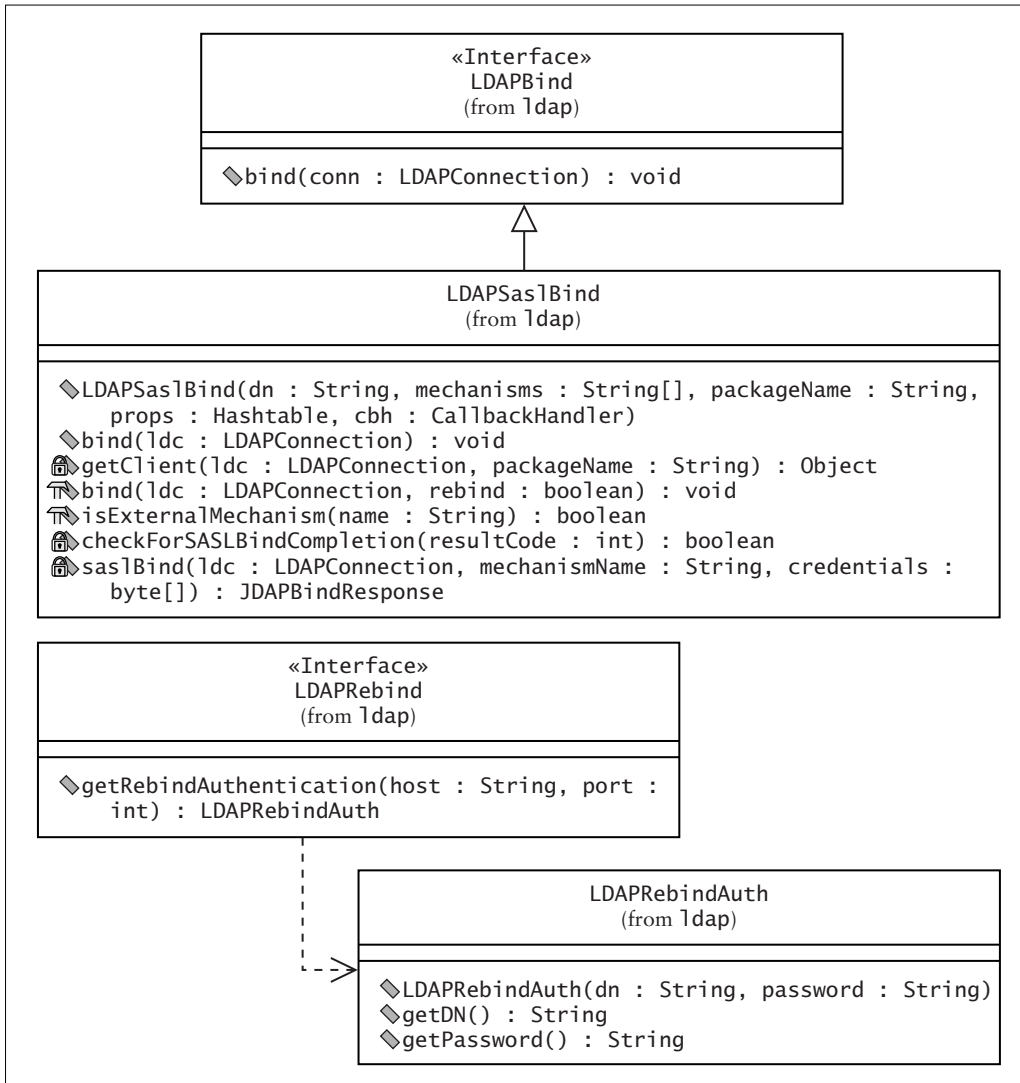 «Interface»
LDAPBind
(from ldap)
bind(conn : LDAPConnection) : void
LDAPSaslBind
(from ldap)
LDAPSaslBind(dn : String, mechanisms : String[], packageName : String,
props : Hashtable, cbh : CallbackHandler)
bind(ldc : LDAPConnection) : void
getClient(ldc : LDAPConnection, packageName : String) : Object
bind(ldc : LDAPConnection, rebind : boolean) : void
isExternalMechanism(name : String) : boolean
checkForSASLBindCompletion(resultCode : int) : boolean
saslBind(ldc : LDAPConnection, mechanismName : String, credentials :
byte[]) : JDAPBindResponse
«Interface»
LDAPRebind
(from ldap)
getRebindAuthentication(host : String, port :
int) : LDAPRebindAuth
LDAPRebindAuth
(from ldap)
LDAPRebindAuth(dn : String, password : String)
getDN() : String
getPassword() : String